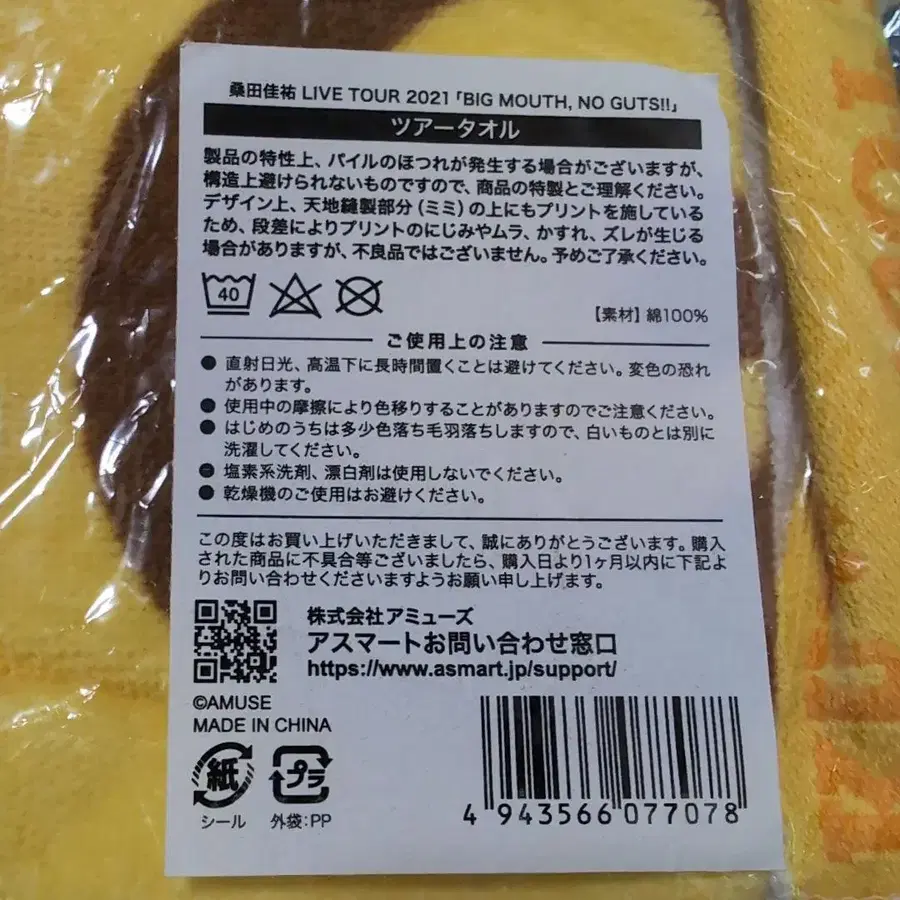 桑田佳祐 LIVE TOUR 2021「BIG MOUTH, NO GUTS!!」
ツアータオル
製品の特性上、パイルのほつれが発生する場合がございますが、
構造上避けられないものですので、商品の特製とご理解ください。
デザイン上、天地縫製部分(ミミ)の上にもプリントを施している
ため、段差によりプリントのにじみやムラ、かすれ、ズレが生じる
場合がありますが、不良品ではございません。予めご了承ください。
40
【素材】綿100%
ご使用上の注意
● 直射日光、高温下に長時間置くことは避けてください。変色の恐れ
があります。
● 使用中の摩擦により色移りすることがありますのでご注意ください。
● はじめのうちは多少色落ち毛羽落ちしますので、白いものとは別に
洗濯してください。
● 塩素系洗剤、漂白剤は使用しないでください。
● 乾燥機のご使用はお避けください。
この度はお買い上げいただきまして、誠にありがとうございます。購入
された商品に不具合等ございましたら、購入日より1ヶ月以内に下記よ
りお問い合わせくださいますようお願い申し上げます。
株式会社アミューズ
アスマートお問い合わせ窓口
https://www.asmart.jp/support/
©AMUSE
MADE IN CHINA
紙
プラ
シール
外袋:PP
4 943566 077078